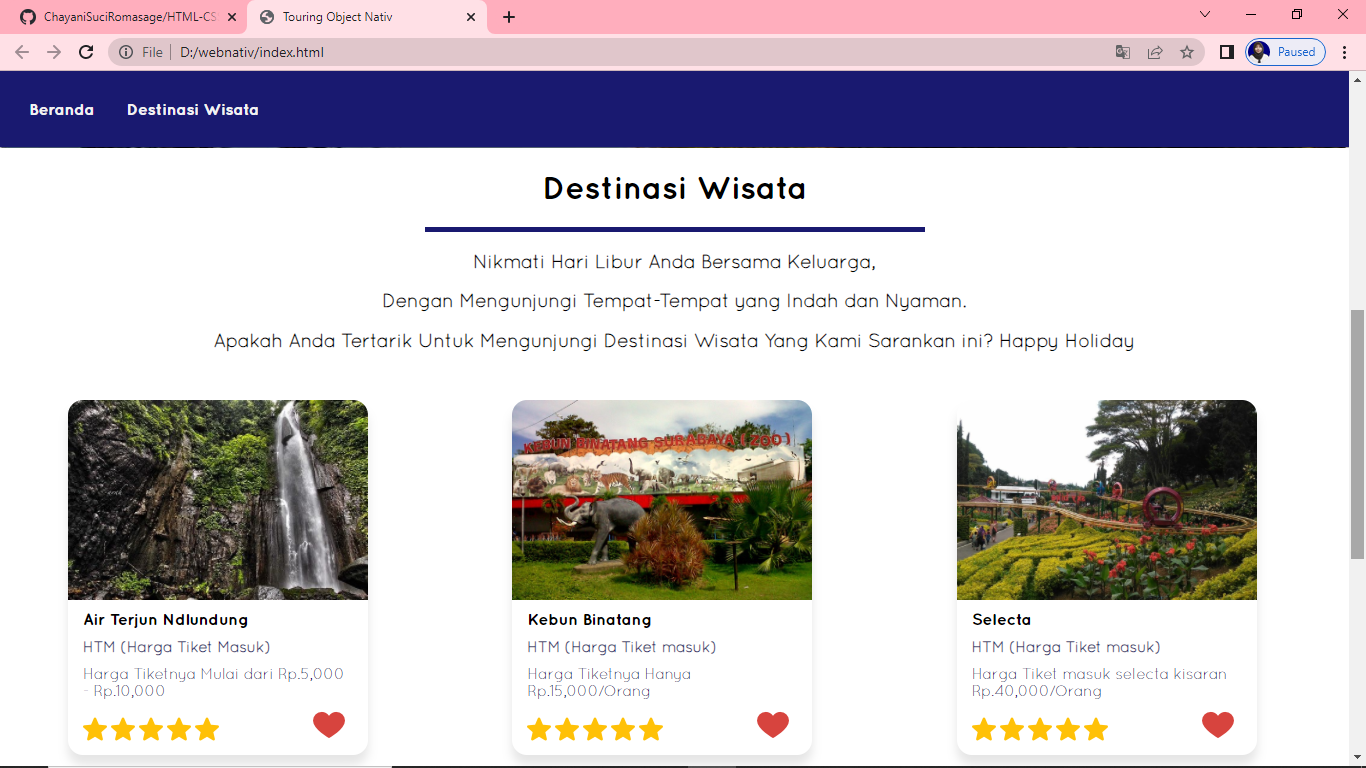 ChayaniSuciRomasage/HTML-CS
Touring Object Nativ
File
D:/webnativ/index.html
Paused
Beranda
Destinasi Wisata
Destinasi Wisata
Nikmati Hari Libur Anda Bersama Keluarga,
Dengan Mengunjungi Tempat-Tempat yang Indah dan Nyaman.
Apakah Anda Tertarik Untuk Mengunjungi Destinasi Wisata Yang Kami Sarankan ini? Happy Holiday
Air Terjun Ndlundung
HTM (Harga Tiket Masuk)
Harga Tiketnya Mulai dari Rp.5,000
- Rp.10,000
KEBUN BINATANG SURABAYA (ZOO)
Kebun Binatang
HTM (Harga Tiket masuk)
Harga Tiketnya Hanya
Rp.15,000/Orang
Selecta
HTM (Harga Tiket masuk)
Harga Tiket masuk selecta kisaran
Rp.40,000/Orang